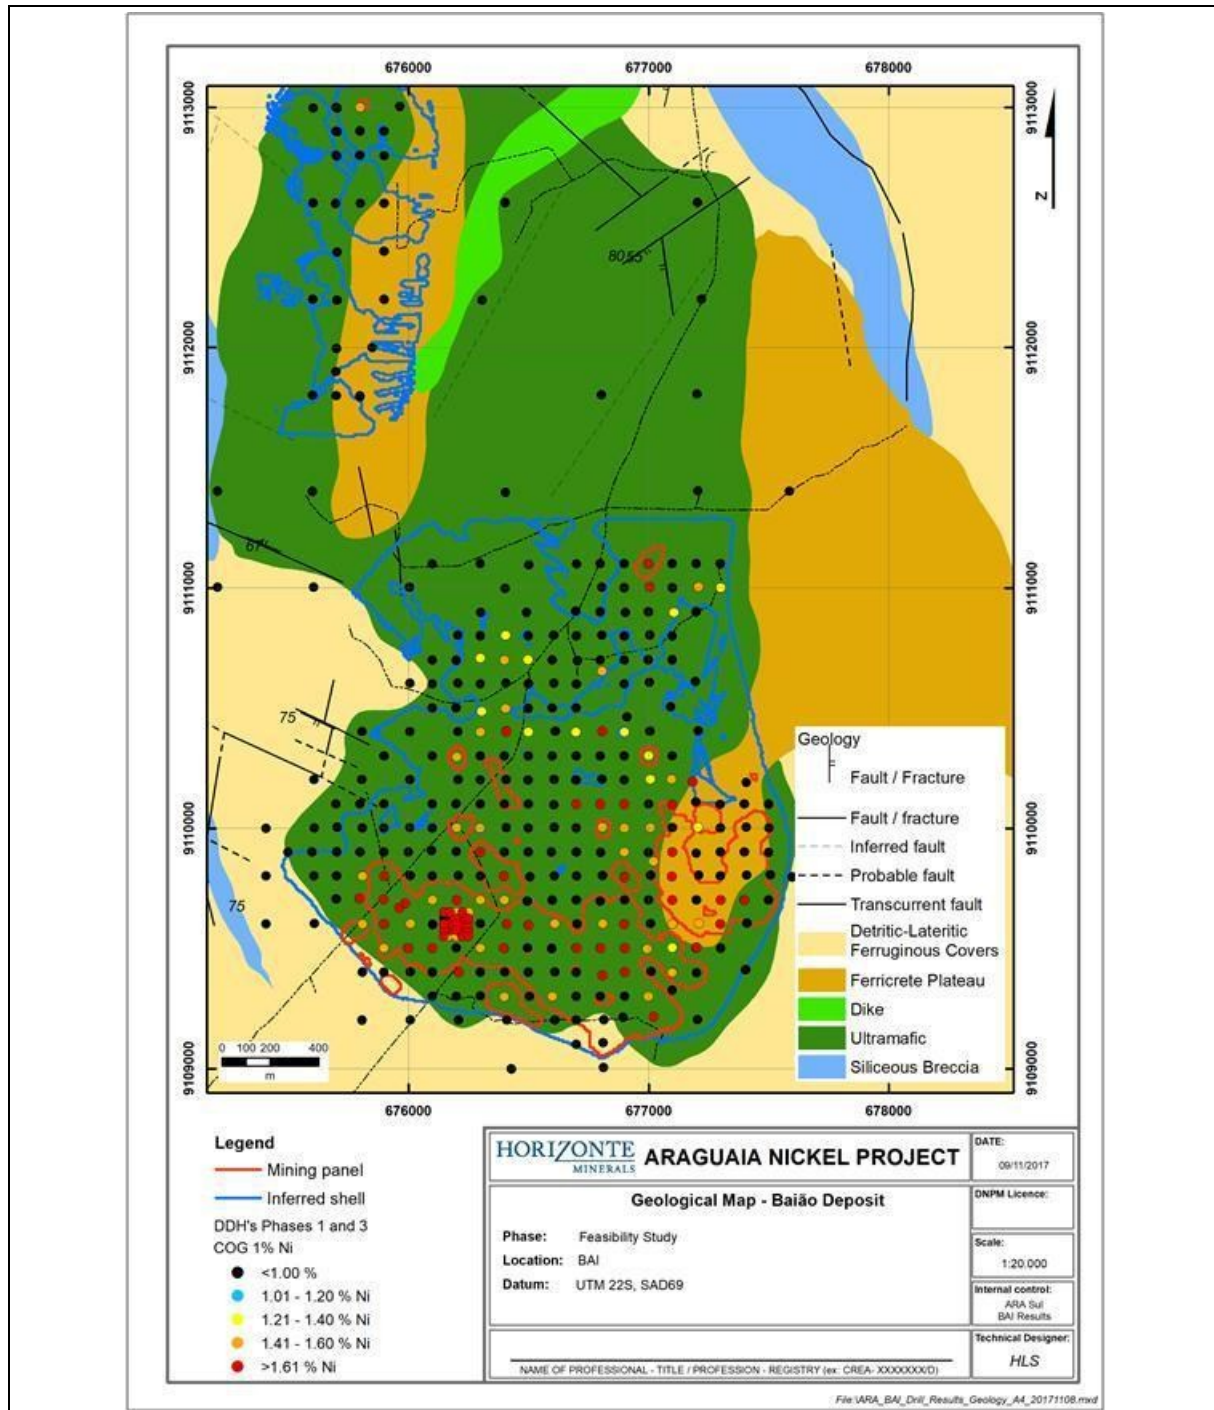 676000 677000 678000
9113000
9113000
N
8055
9112000
9112000
67
9111000
9111000
75
Geology
Fault / Fracture
Fault / fracture
9110000
9110000
Inferred fault
Probable fault
75
Transcurrent fault
Detritic-Lateritic
Ferruginous Covers
Ferricrete Plateau
Dike
Ultramafic
Siliceous Breccia
0 100 200 400
m
9109000
9109000
676000 677000 678000
Legend
Mining panel
Inferred shell
DDH's Phases 1 and 3
COG 1% Ni
<1.00 %
1.01 - 1.20 % Ni
1.21 - 1.40 % Ni
1.41 - 1.60 % Ni
>1.61 % Ni
HORIZONTE
MINERALS
ARAGUAIA NICKEL PROJECT
Geological Map - Baião Deposit
Phase: Feasibility Study
Location: BAI
Datum: UTM 22S, SAD69
NAME OF PROFESSIONAL - TITLE / PROFESSION - REGISTRY (ex: CREA- XXXXXXX/D)
DATE:
09/11/2017
DNPM Licence:
Scale:
1:20.000
Internal control:
ARA Sul
BAI Results
Technical Designer:
HLS
File:\ARA_BAI_Drill_Results_Geology_A4_20171108.mxd